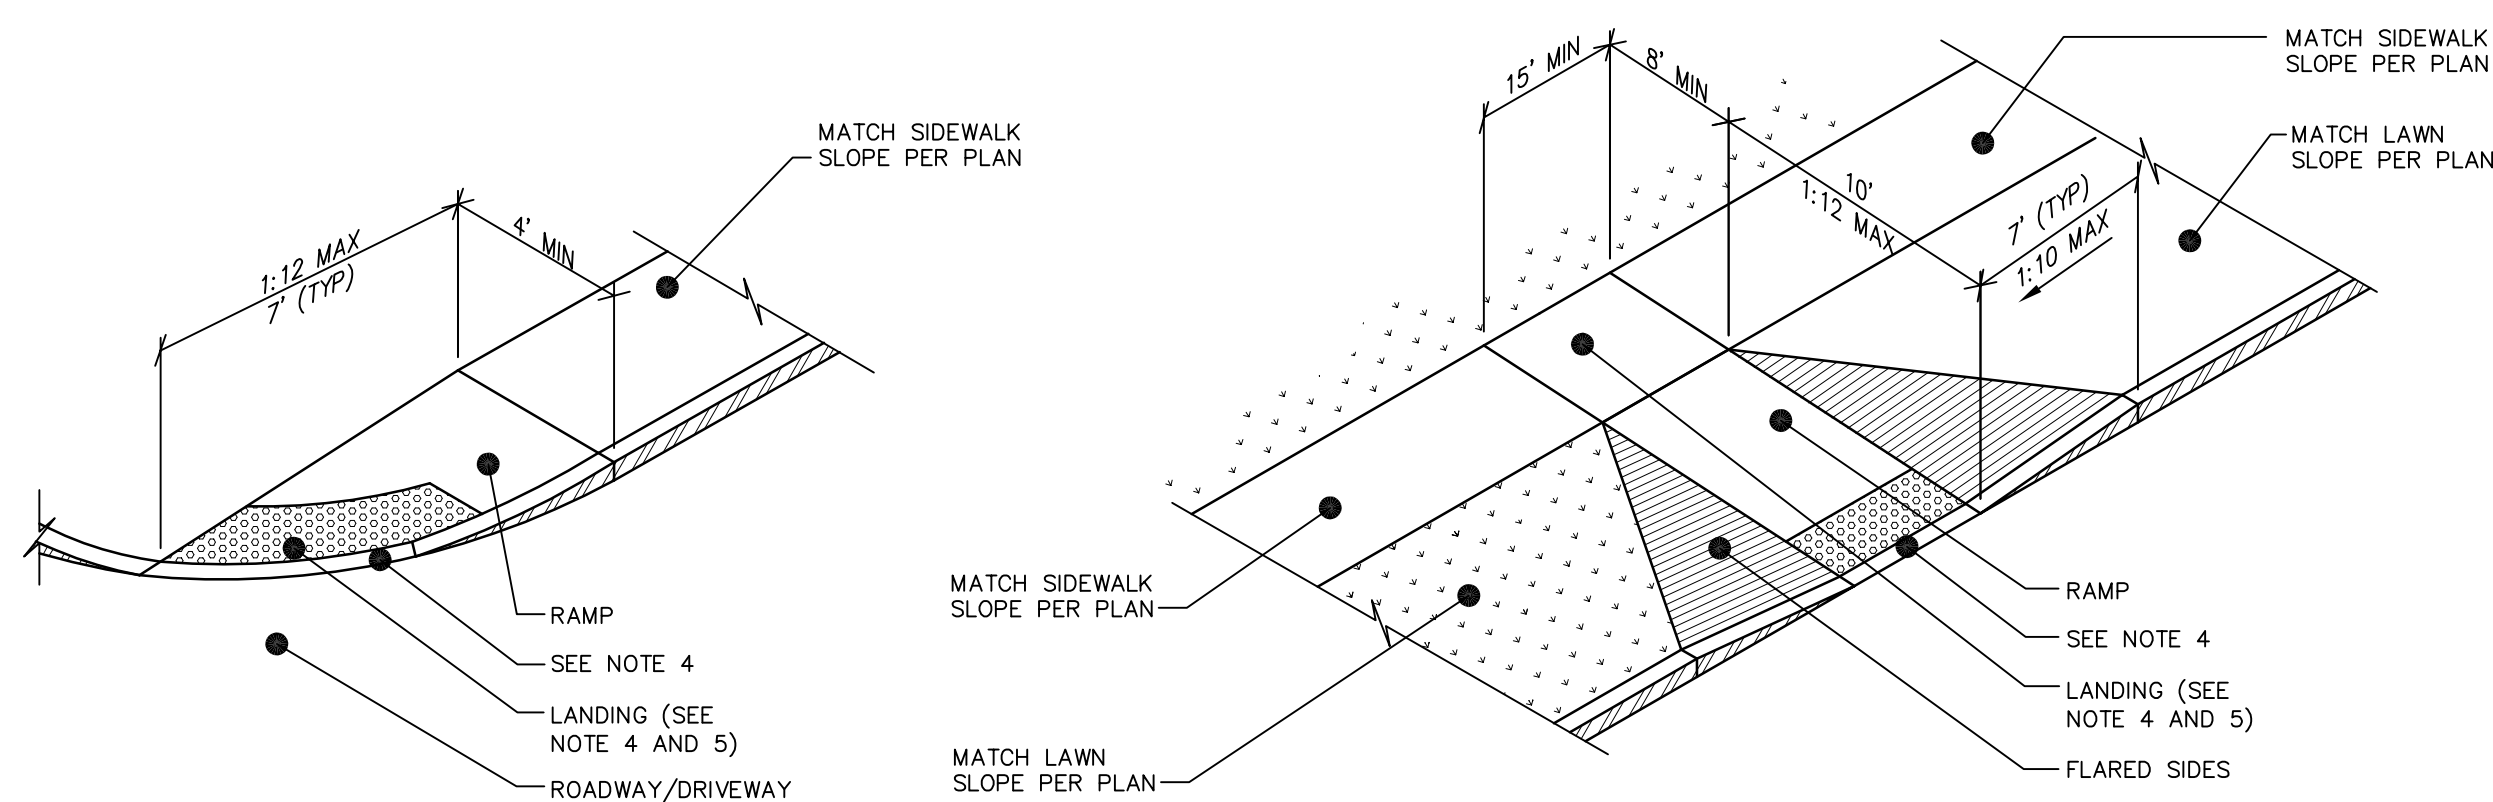 MATCH SIDEWALK
SLOPE PER PLAN
1:12 MAX
7' (TYP)
4' MIN
RAMP
SEE NOTE 4
LANDING (SEE
NOTE 4 AND 5)
ROADWAY/DRIVEWAY
15' MIN
8' MIN
MATCH SIDEWALK
SLOPE PER PLAN
MATCH LAWN
SLOPE PER PLAN
10'
1:12 MAX
7' (TYP)
1:10 MAX
MATCH SIDEWALK
SLOPE PER PLAN
MATCH LAWN
SLOPE PER PLAN
RAMP
SEE NOTE 4
LANDING (SEE
NOTE 4 AND 5)
FLARED SIDES